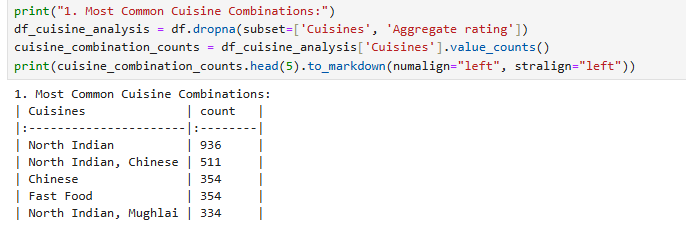 print("1. Most Common Cuisine Combinations:")
df_cuisine_analysis = df.dropna(subset=['Cuisines', 'Aggregate rating'])
cuisine_combination_counts = df_cuisine_analysis['Cuisines'].value_counts()
print(cuisine_combination_counts.head(5).to_markdown(numalign="left", stralign="left"))
1. Most Common Cuisine Combinations:
| Cuisines              | count   |
|:----------------------|:--------|
| North Indian          | 936     |
| North Indian, Chinese | 511     |
| Chinese               | 354     |
| Fast Food             | 354     |
| North Indian, Mughlai | 334     |